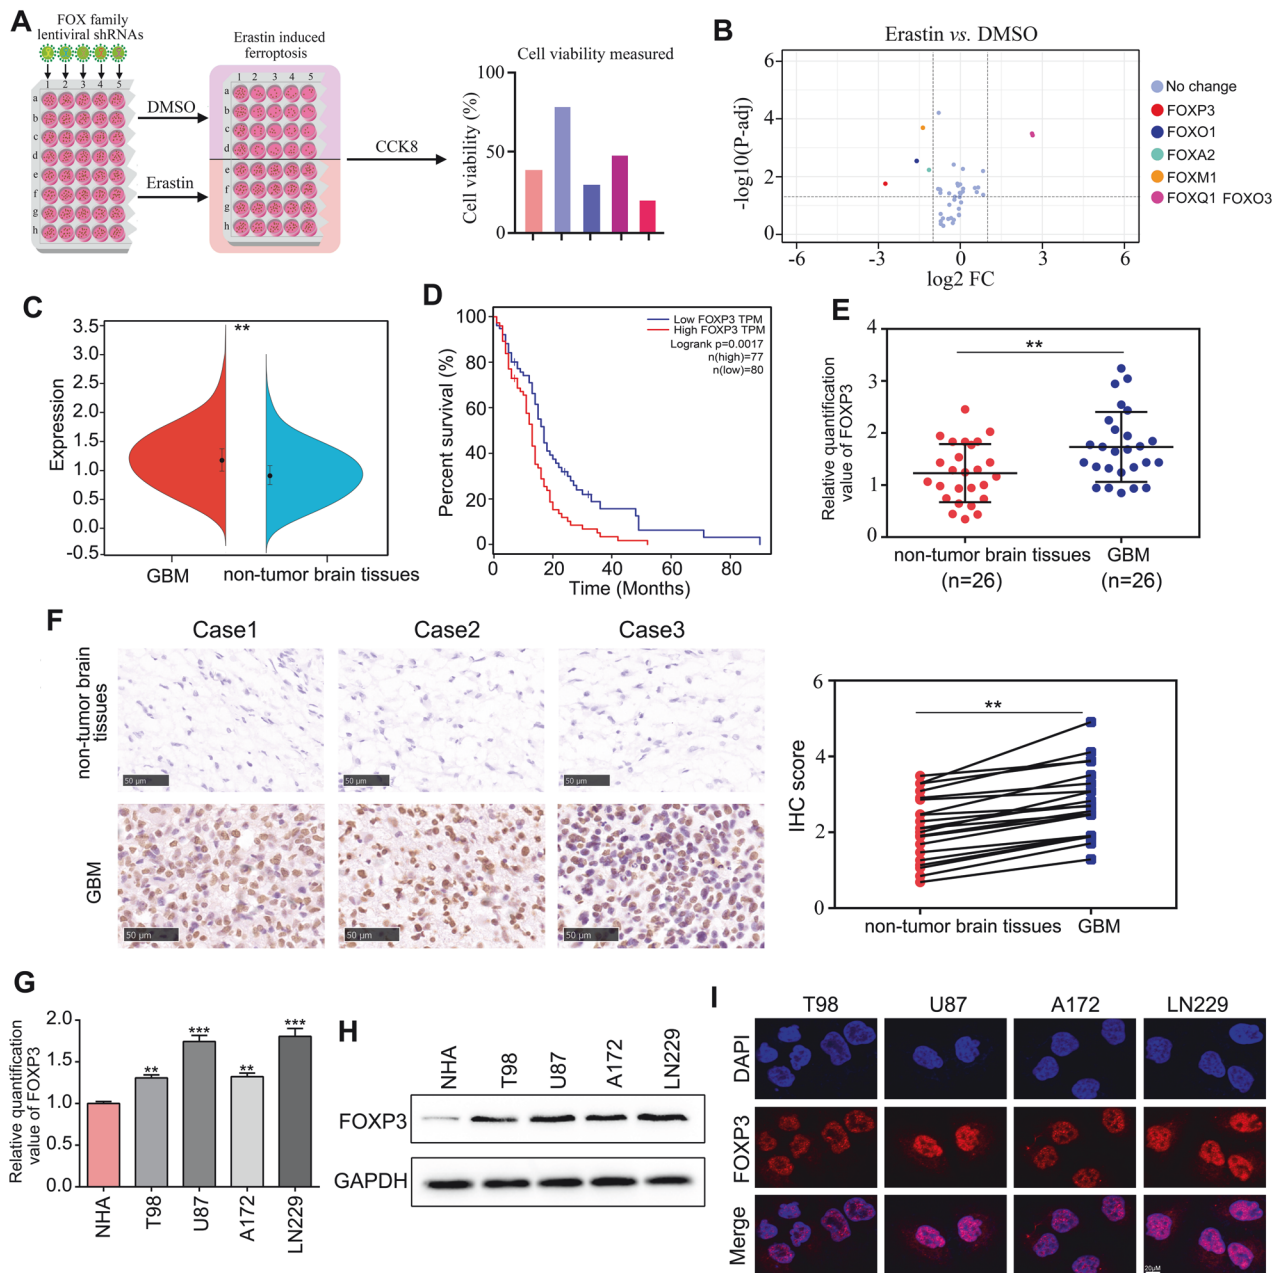 A
FOX family
lentiviral shRNAs
1 2 3 4 5
a
b
c
d
e
f
g
h
DMSO
Erastin
Erastin induced
ferroptosis
1 2 3 4 5
a
b
c
d
e
f
g
h
CCK8
Cell viability measured
Cell viability (%)
100
50
0
B
Erastin vs. DMSO
-log10(P-adj)
6
4
2
0
-6 -3 0 3 6
log2 FC
No change
FOXP3
FOXO1
FOXA2
FOXM1
FOXQ1 FOXO3
C
Expression
3.5
3.0
2.5
2.0
1.5
1.0
0.5
0.0
-0.5
**
GBM non-tumor brain tissues
D
Percent survival (%)
100
80
60
40
20
0
0 20 40 60 80
Time (Months)
Low FOXP3 TPM
High FOXP3 TPM
Logrank p=0.0017
n(high)=77
n(low)=80
E
Relative quantification
value of FOXP3
4
3
2
1
0
**
non-tumor brain tissues GBM
(n=26) (n=26)
F
Case1 Case2 Case3
non-tumor brain
tissues
50 μm 50 μm 50 μm
GBM
50 μm 50 μm 50 μm
IHC score
6
4
2
0
**
non-tumor brain tissues GBM
G
Relative quantification
value of FOXP3
2.0
1.5
1.0
0.5
0.0
** *** ** ***
NHA T98 U87 A172 LN229
H
NHA T98 U87 A172 LN229
FOXP3
GAPDH
I
T98 U87 A172 LN229
DAPI
FOXP3
Merge
20μM